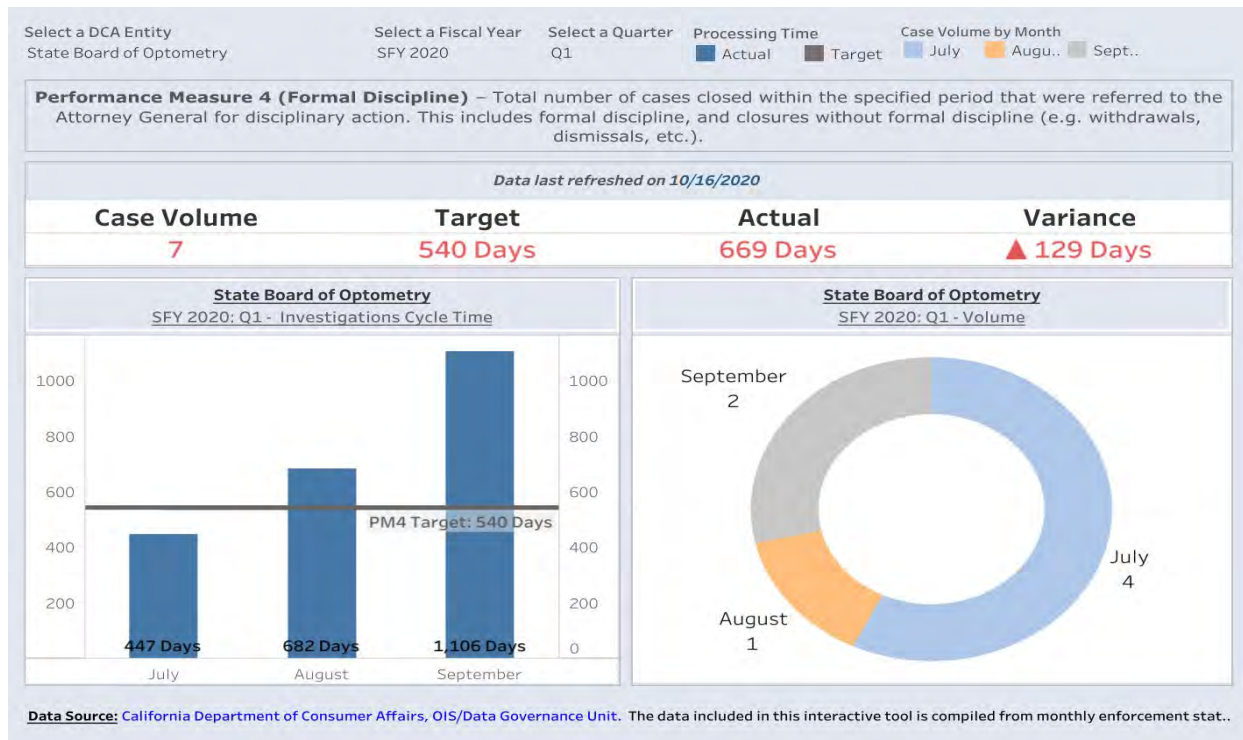 Select a DCA Entity
State Board of Optometry
Select a Fiscal Year
SFY 2020
Select a Quarter
Q1
Processing Time
Actual
Target
Case Volume by Month
July
Augu..
Sept..
Performance Measure 4 (Formal Discipline) – Total number of cases closed within the specified period that were referred to the
Attorney General for disciplinary action. This includes formal discipline, and closures without formal discipline (e.g. withdrawals,
dismissals, etc.).
Data last refreshed on 10/16/2020
Case Volume
7
Target
540 Days
Actual
669 Days
Variance
▲ 129 Days
State Board of Optometry
SFY 2020: Q1 - Investigations Cycle Time
1000
800
600
400
200
PM4 Target: 540 Days
447 Days
682 Days
1,106 Days
1000
800
600
400
200
0
July
August
September
State Board of Optometry
SFY 2020: Q1 - Volume
September
2
July
4
August
1
Data Source: California Department of Consumer Affairs, OIS/Data Governance Unit. The data included in this interactive tool is compiled from monthly enforcement stat..